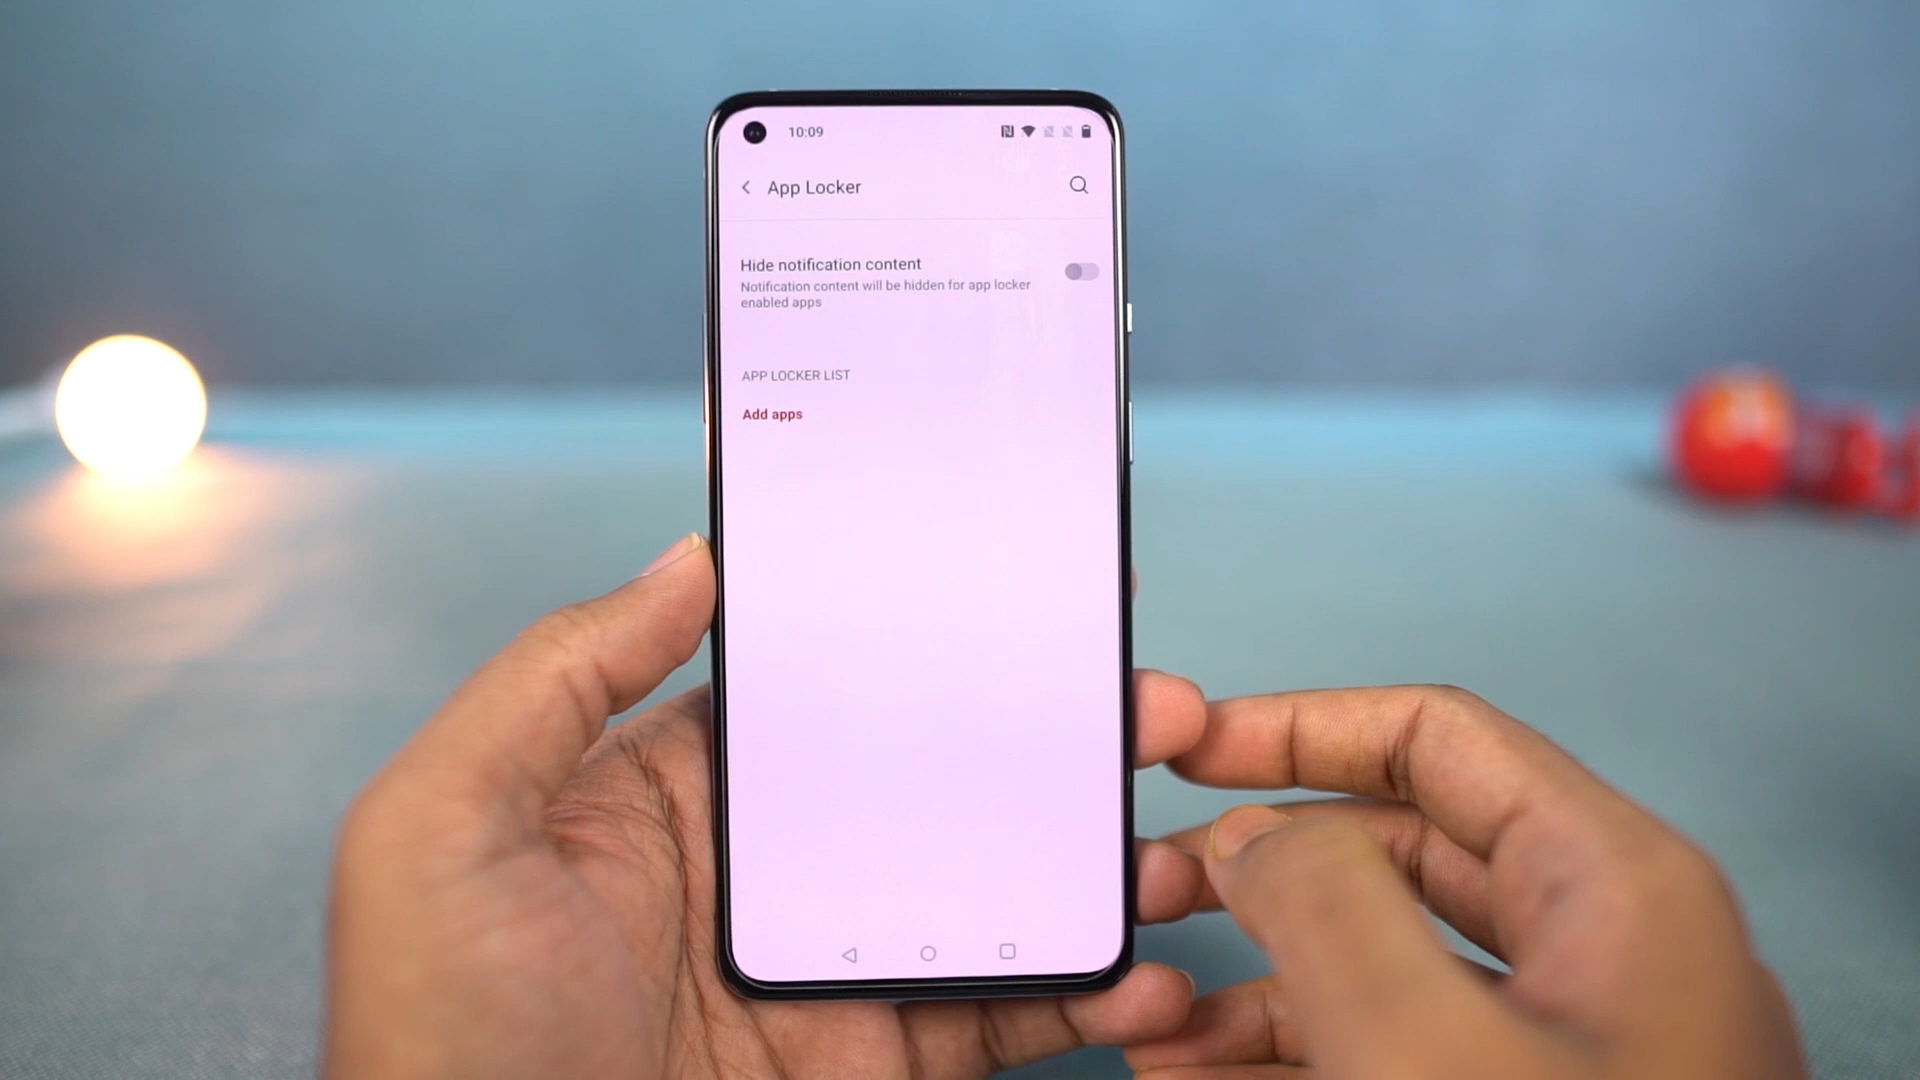 10:09
App Locker
Hide notification content
Notification content will be hidden for app locker
enabled apps
APP LOCKER LIST
Add apps